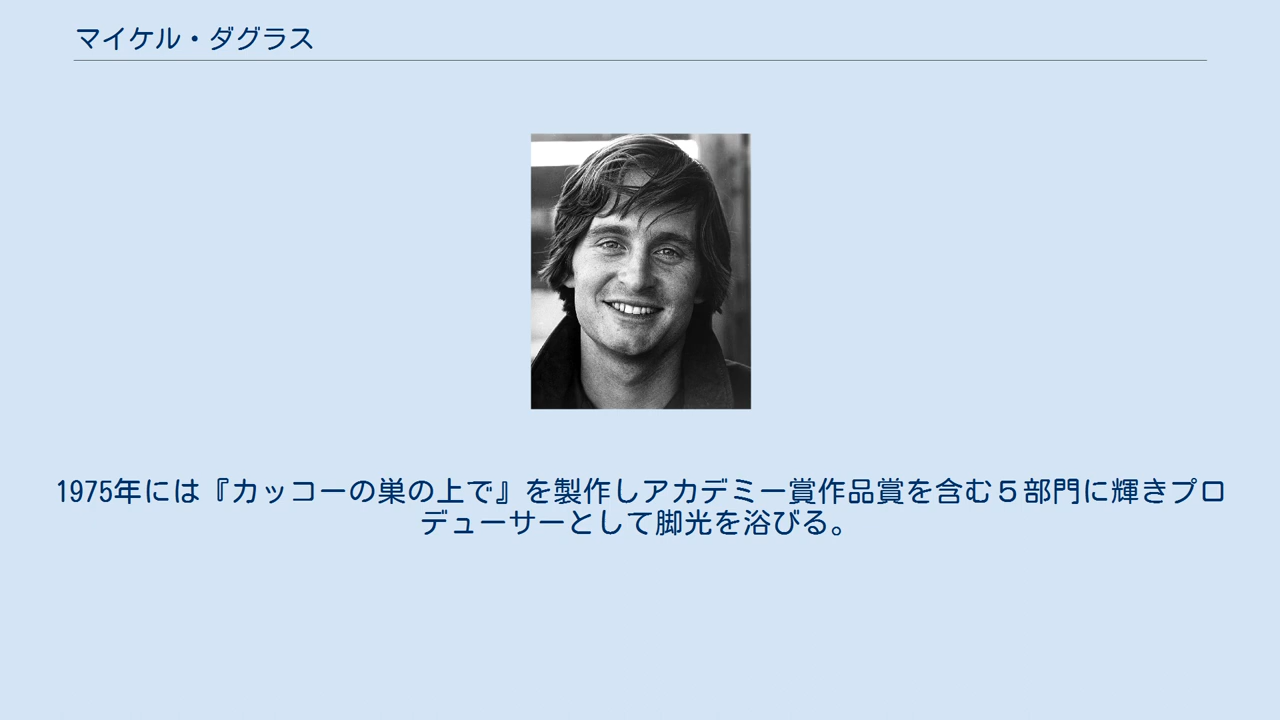 マイケル・ダグラス
1975年には『カッコーの巣の上で』を製作しアカデミー賞作品賞を含む５部門に輝きプロ
デューサーとして脚光を浴びる。